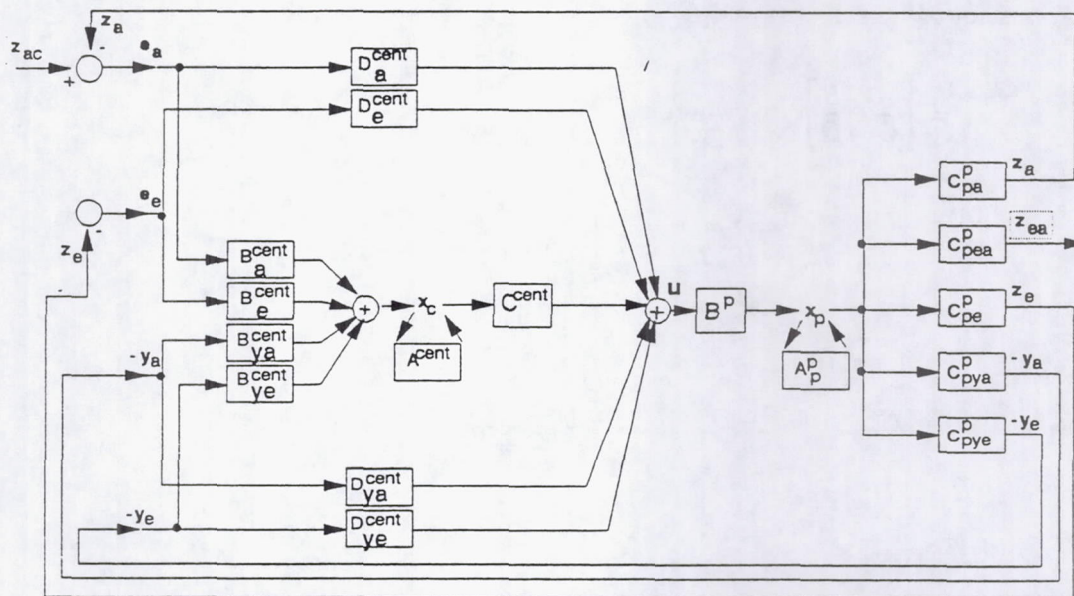 z_a
-
z_ac
+
e_a
D_a^cent
D_e^cent
e_e
z_e
-
B_a^cent
B_e^cent
B_ya^cent
B_ye^cent
+
x_c
A^cent
C^cent
-y_a
-y_e
D_ya^cent
D_ye^cent
+
u
B^p
x_p
A_p^p
C_pa^p
z_a
C_pea^p
z_ea
C_pe^p
z_e
C_pya^p
-y_a
C_pye^p
-y_e